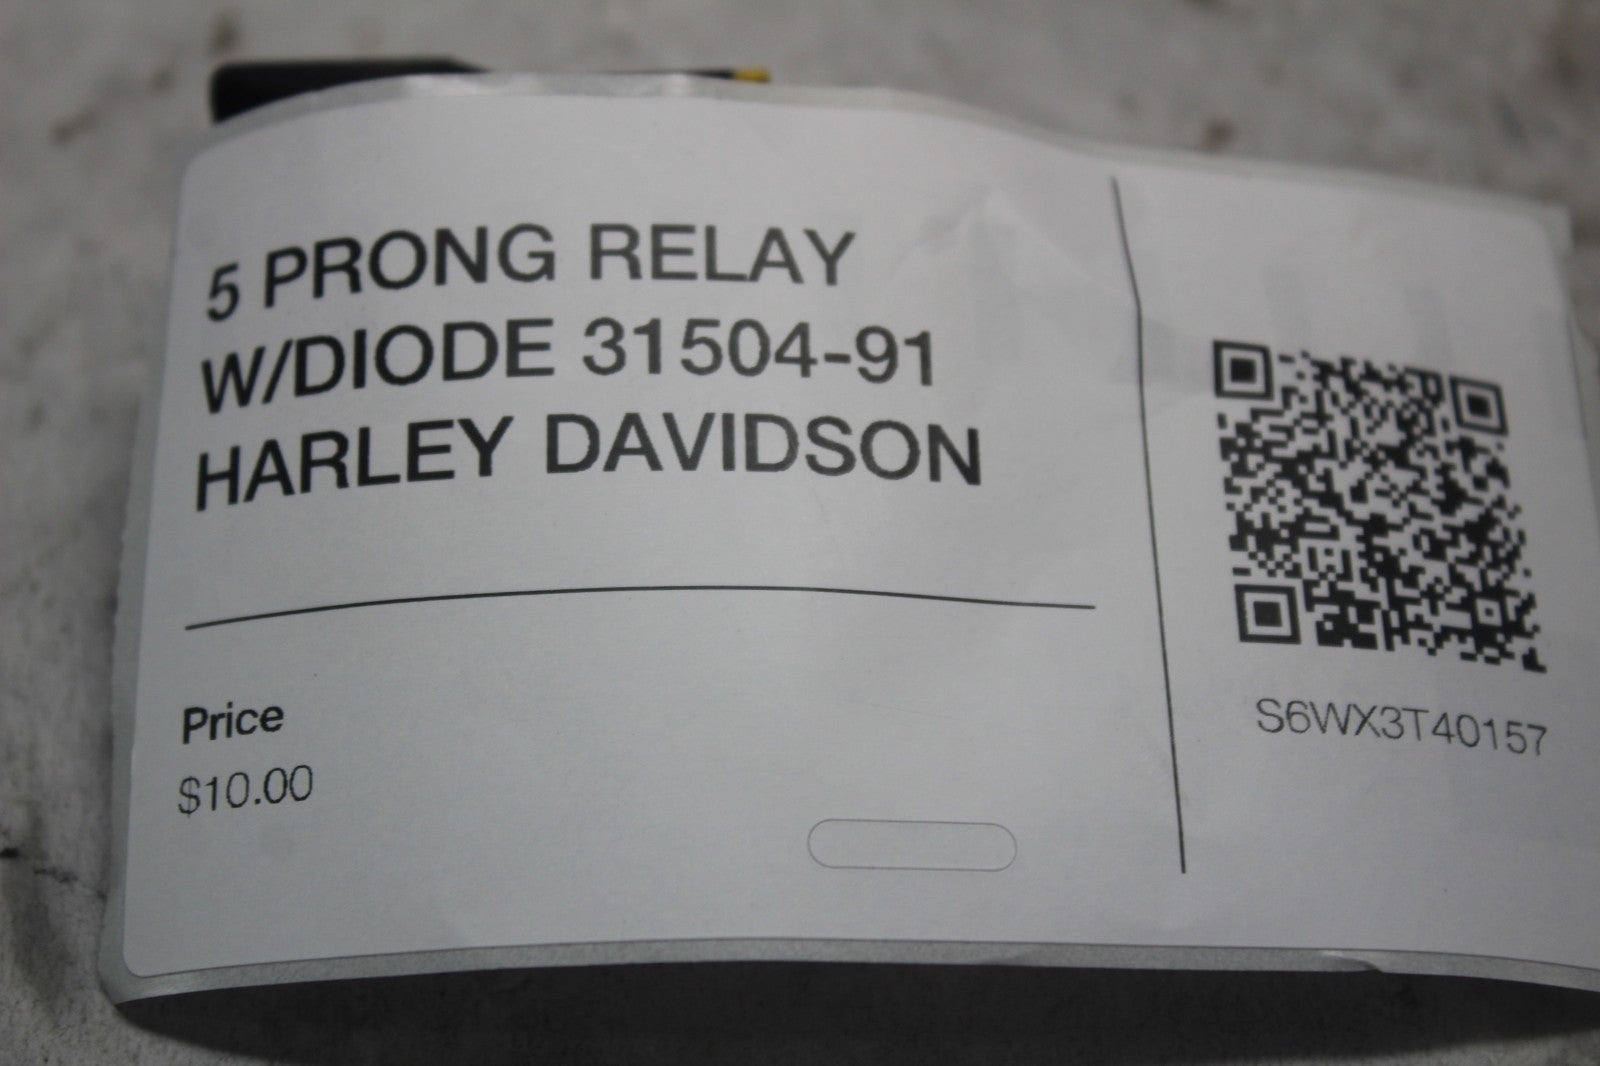 5 PRONG RELAY
W/DIODE 31504-91
HARLEY DAVIDSON
Price
$10.00
S6WX3T40157